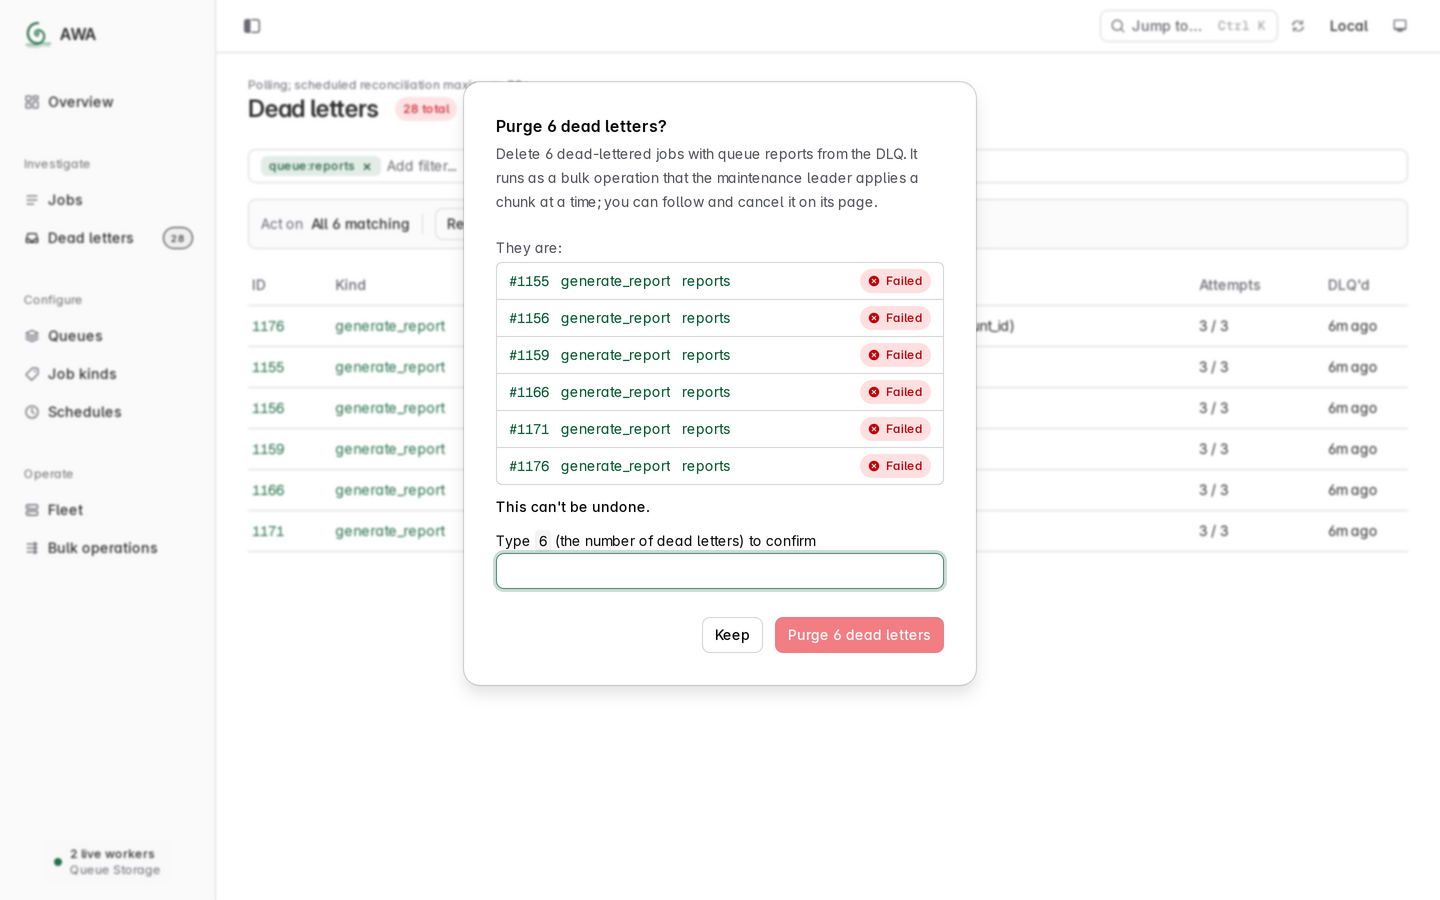 AWA
Jump to... Ctrl K
Local
Overview
Investigate
Jobs
Dead letters 28
Configure
Queues
Job kinds
Schedules
Operate
Fleet
Bulk operations
2 live workers
Queue Storage
Polling; scheduled reconciliation
Dead letters 28 total
queue:reports × Add filter...
Act on All 6 matching
ID Kind Attempts DLQ'd
1176 generate_report 3 / 3 6m ago
1155 generate_report 3 / 3 6m ago
1156 generate_report 3 / 3 6m ago
1159 generate_report 3 / 3 6m ago
1166 generate_report 3 / 3 6m ago
1171 generate_report 3 / 3 6m ago
Purge 6 dead letters?
Delete 6 dead-lettered jobs with queue reports from the DLQ. It
runs as a bulk operation that the maintenance leader applies a
chunk at a time; you can follow and cancel it on its page.
They are:
#1155 generate_report reports Failed
#1156 generate_report reports Failed
#1159 generate_report reports Failed
#1166 generate_report reports Failed
#1171 generate_report reports Failed
#1176 generate_report reports Failed
This can't be undone.
Type 6 (the number of dead letters) to confirm
Keep
Purge 6 dead letters